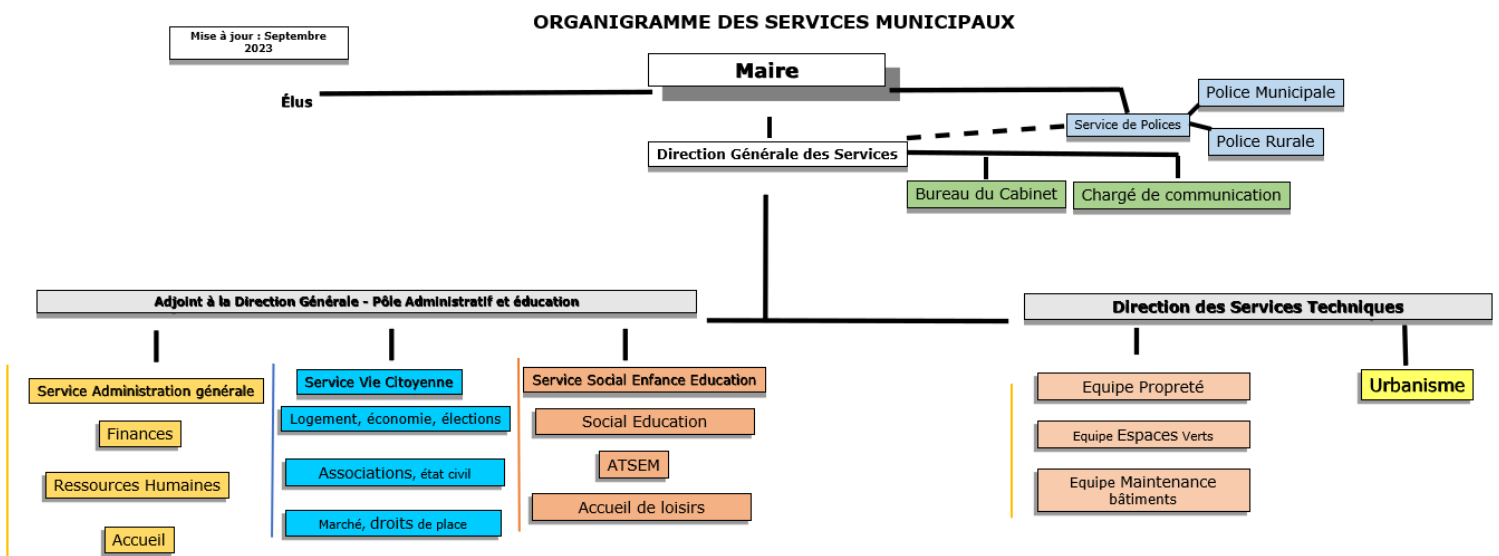 ORGANIGRAMME DES SERVICES MUNICIPAUX
Mise à jour : Septembre
2023
Maire
Élus
Police Municipale
Service de Polices
Police Rurale
Direction Générale des Services
Bureau du Cabinet
Chargé de communication
Adjoint à la Direction Générale - Pôle Administratif et éducation
Direction des Services Techniques
Service Administration générale
Finances
Ressources Humaines
Accueil
Service Vie Citoyenne
Logement, économie, élections
Associations, état civil
Marché, droits de place
Service Social Enfance Education
Social Education
ATSEM
Accueil de loisirs
Equipe Propreté
Equipe Espaces Verts
Equipe Maintenance
bâtiments
Urbanisme